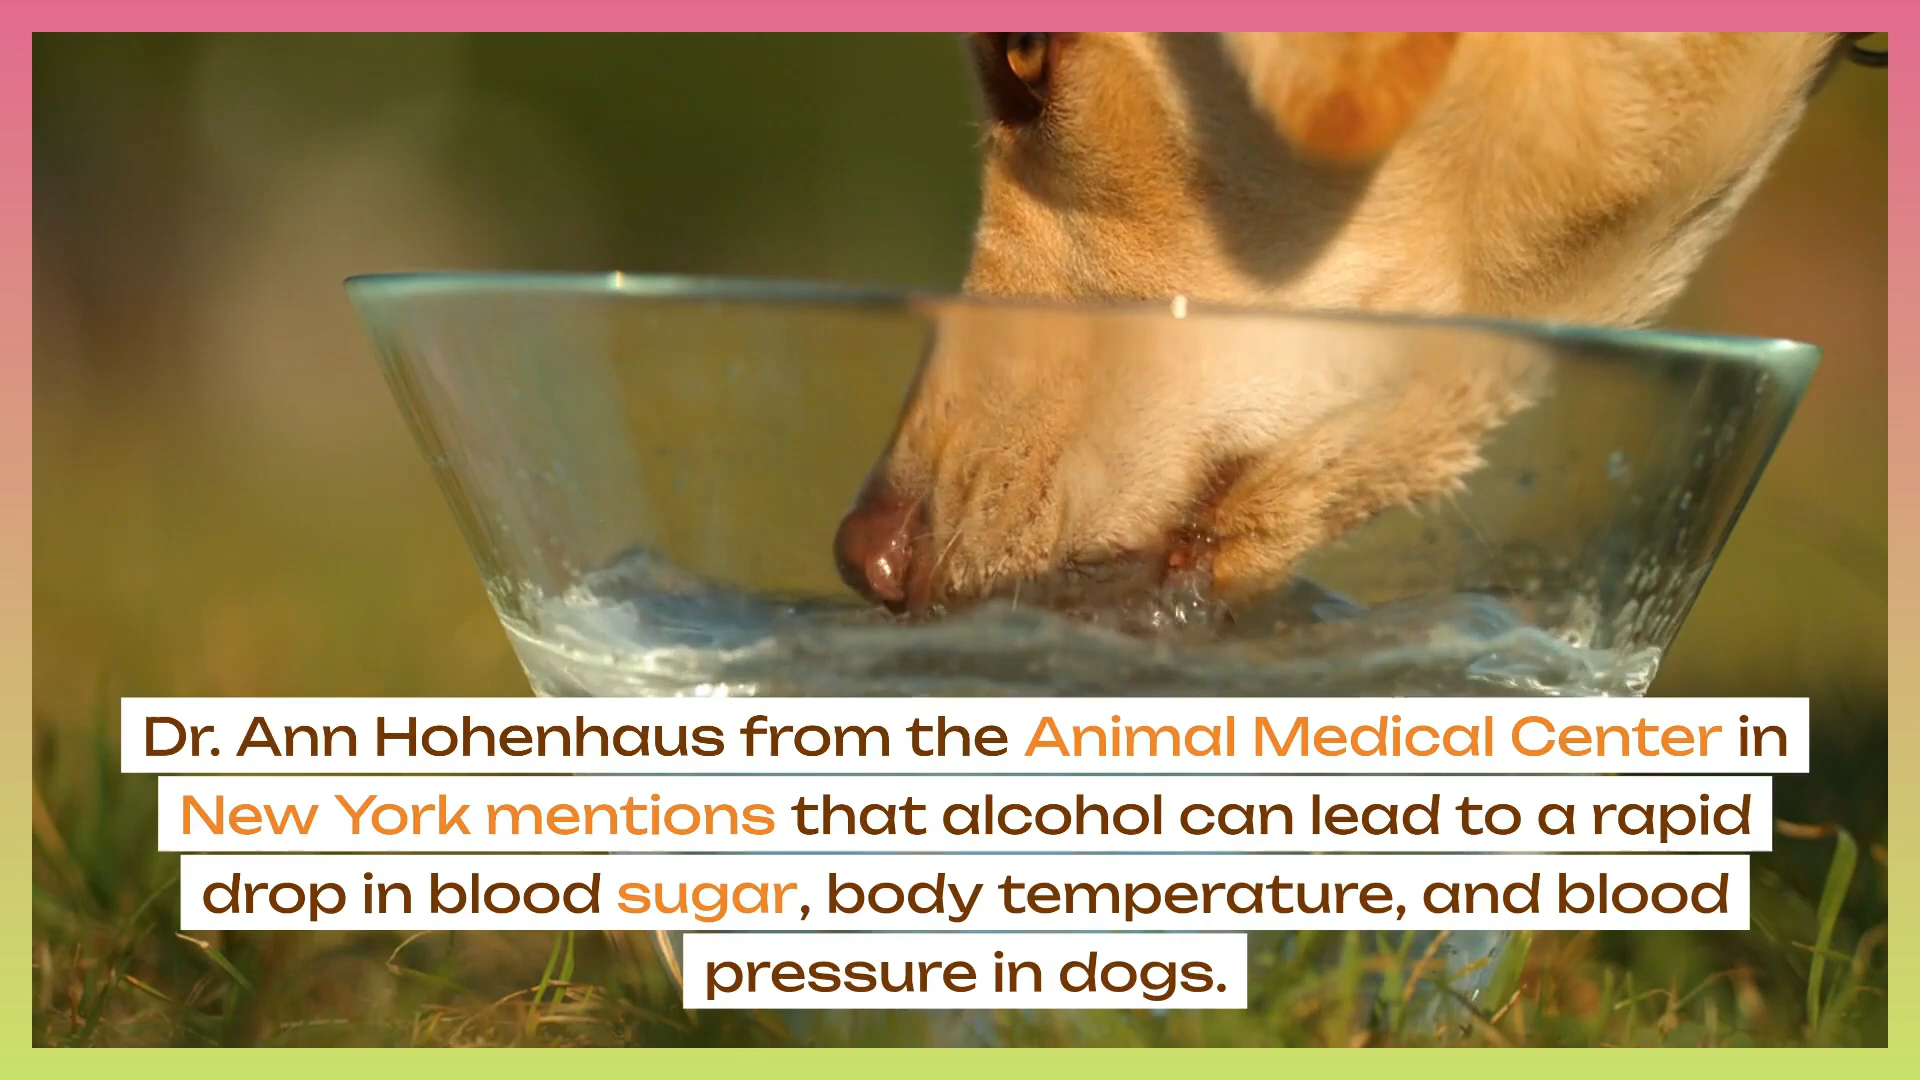 Dr. Ann Hohenhaus from the Animal Medical Center in
New York mentions that alcohol can lead to a rapid
drop in blood sugar, body temperature, and blood
pressure in dogs.